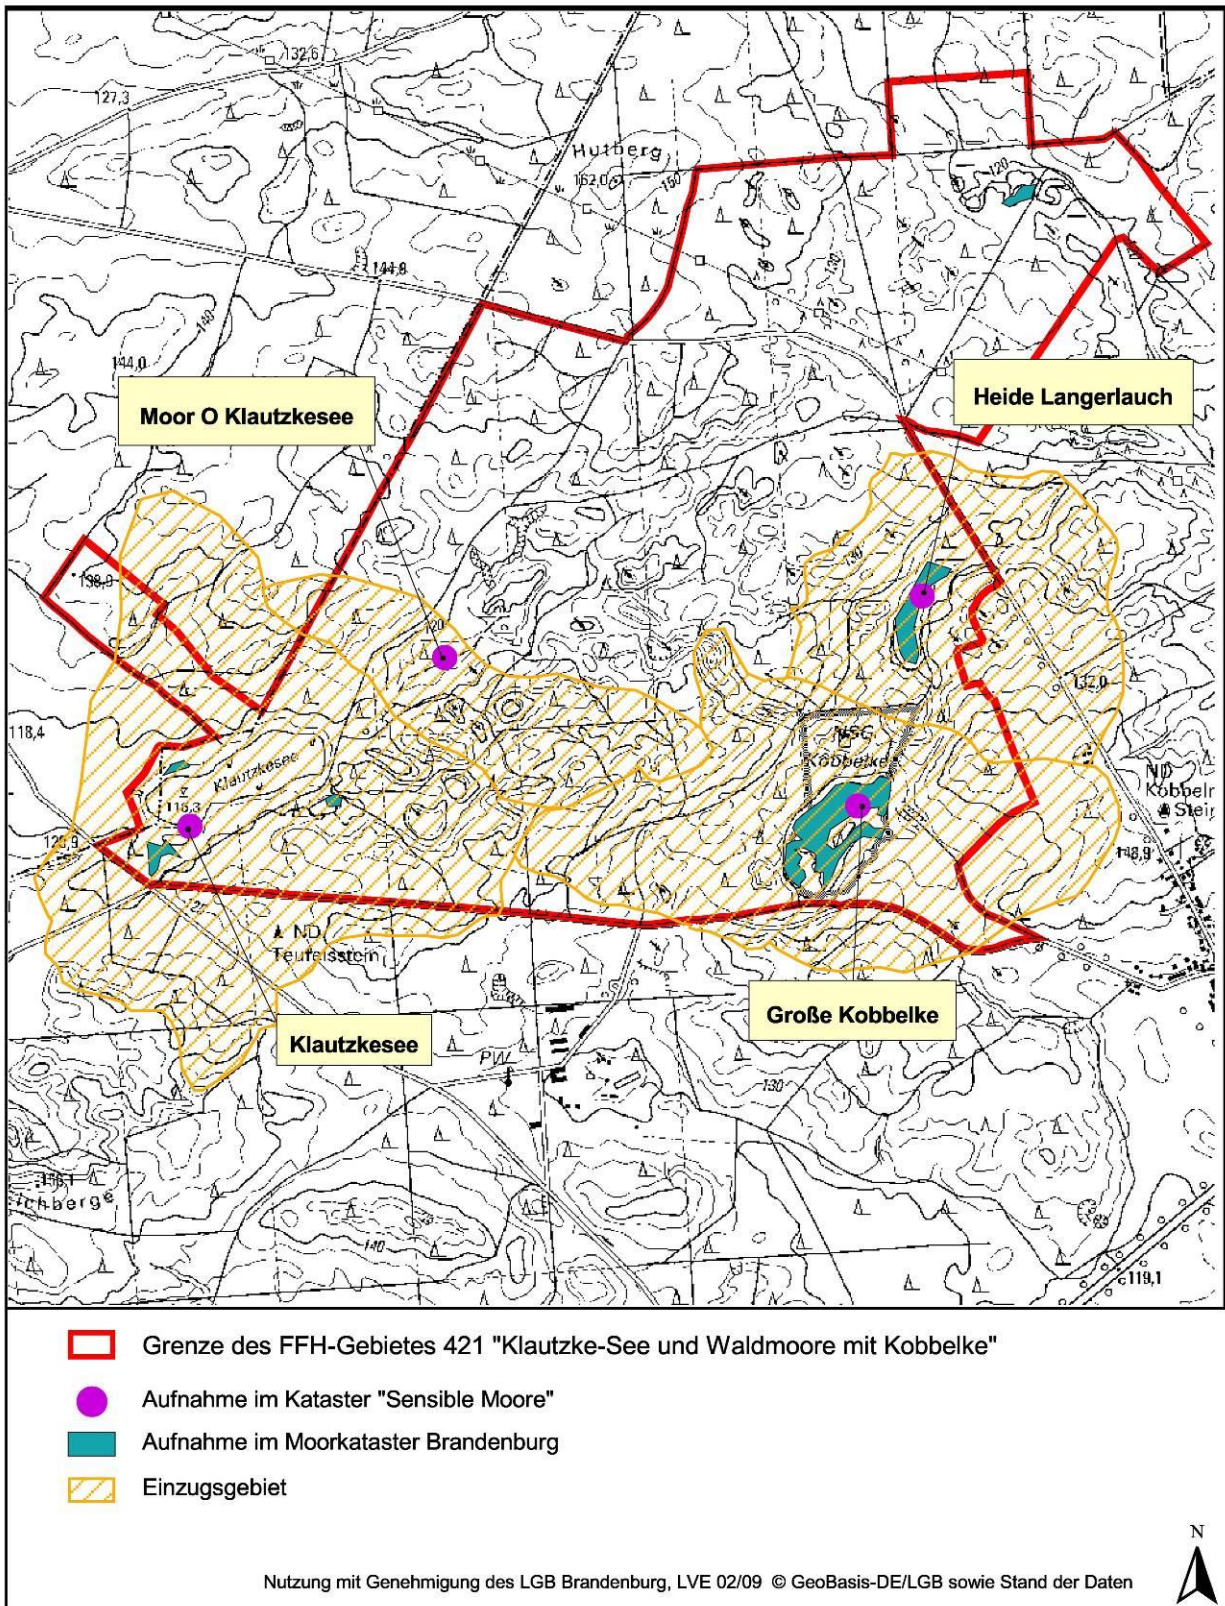 132,6
127,3
Hutberg
162,0
150
120
144,8
130
140
144,0
Moor O Klautzkesee
Heide Langerlauch
138,9
130
120
132,0
118,4
NSG
Kobbelke
Klautzkesee
ND
Kobbeln
Stein
ND
Teufelsstein
Große Kobbelke
Klautzkesee
PW
130
140
119,1
Grenze des FFH-Gebietes 421 "Klautzke-See und Waldmoore mit Kobbelke"
Aufnahme im Kataster "Sensible Moore"
Aufnahme im Moorkataster Brandenburg
Einzugsgebiet
N
Nutzung mit Genehmigung des LGB Brandenburg, LVE 02/09 © GeoBasis-DE/LGB sowie Stand der Daten